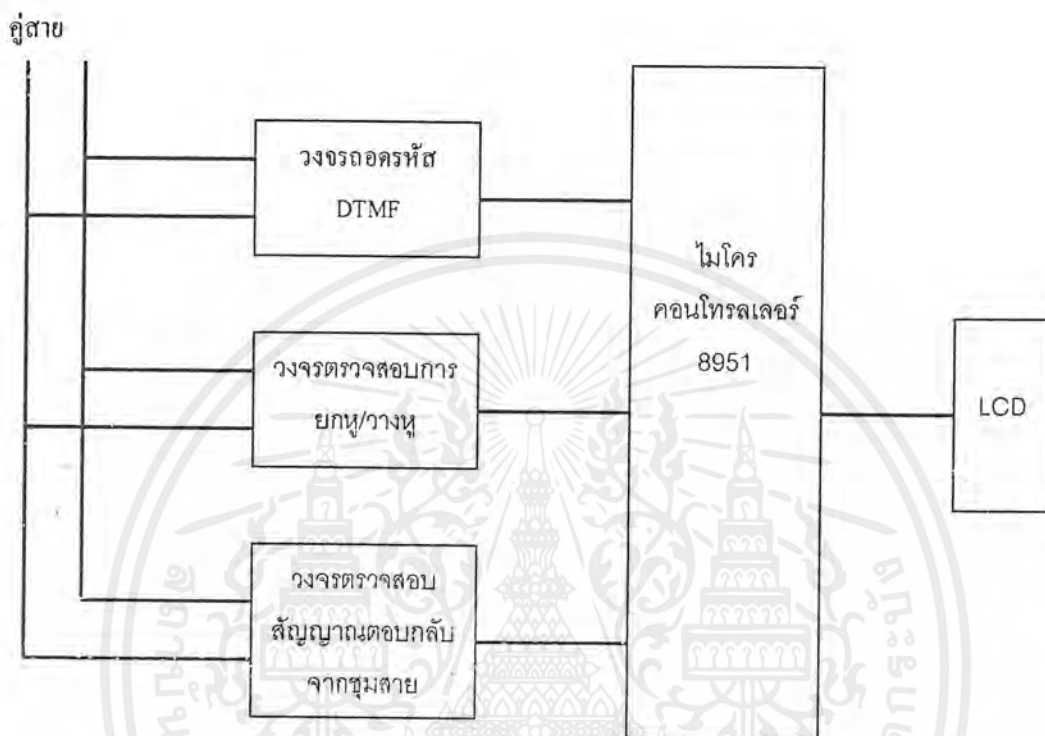 คู่สาย
วงจรถอดรหัส
DTMF
วงจรตรวจสอบการ
ยกหู/วางหู
วงจรตรวจสอบ
สัญญาณตอบกลับ
จากชุมสาย
ไมโคร
คอนโทรลเลอร์
8951
LCD